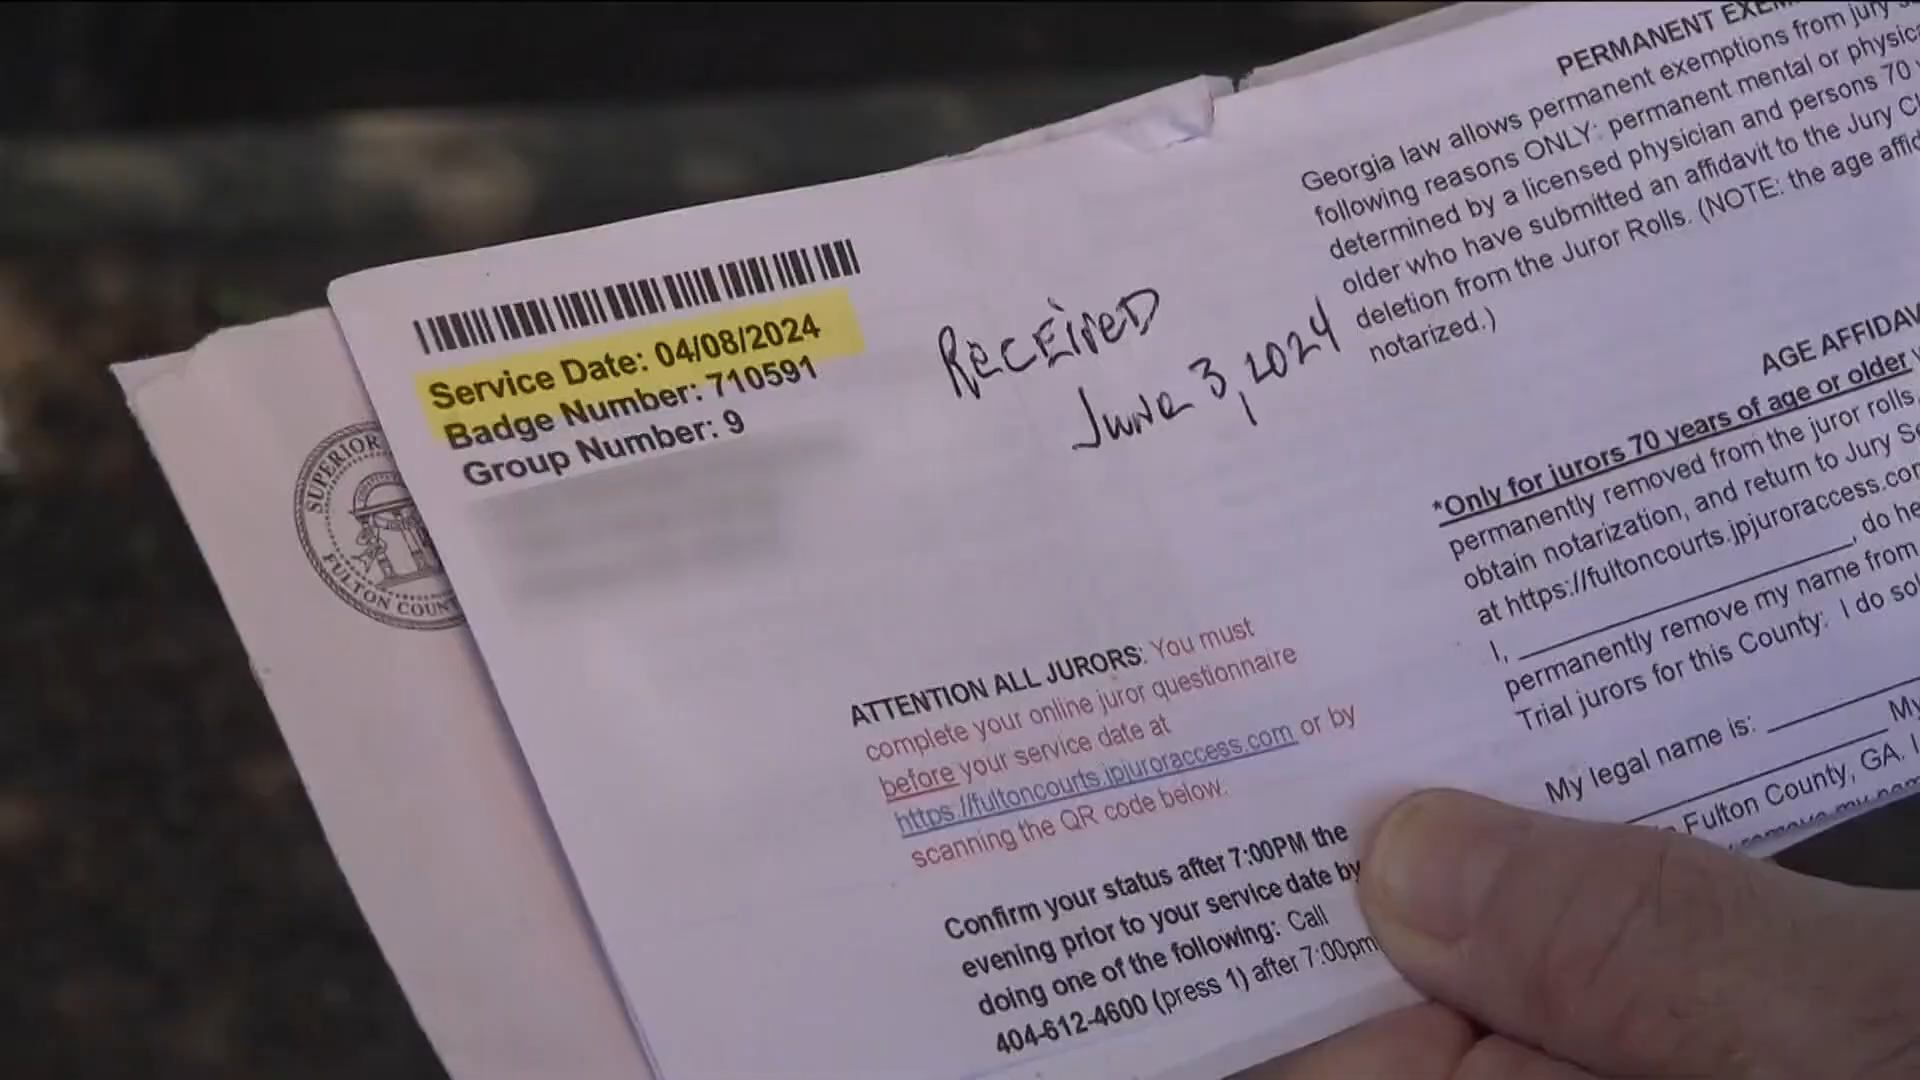 SUPERIOR
FULTON COUN
Service Date: 04/08/2024
Badge Number: 710591
Group Number: 9
ReceiveD
June 3, 2024
ATTENTION ALL JURORS: You must
complete your online juror questionnaire
before your service date at
https://fultoncourts.jpjuroraccess.com or by
scanning the QR code below.
Confirm your status after 7:00PM the
evening prior to your service date by
doing one of the following: Call
404-612-4600 (press 1) after 7:00pm
PERMANENT EXEM
Georgia law allows permanent exemptions from jury
following reasons ONLY: permanent mental or physic
determined by a licensed physician and persons 70
older who have submitted an affidavit to the Jury Cl
deletion from the Juror Rolls. (NOTE: the age affid
notarized.)
AGE AFFIDAV
*Only for jurors 70 years of age or older
permanently removed from the juror rolls,
obtain notarization, and return to Jury Se
at https://fultoncourts.jpjuroraccess.com
I, ____________________, do he
permanently remove my name from
Trial jurors for this County: I do sol
My legal name is: ____________
My
Fulton County, GA. I